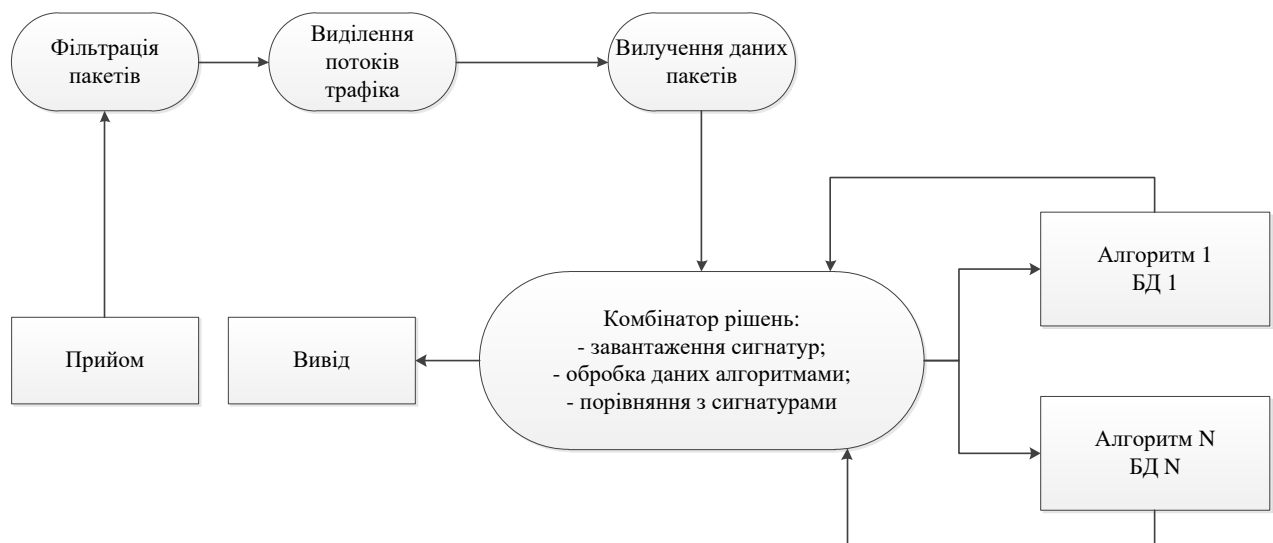 Фільтрація
пакетів
Виділення
потоків
трафіка
Вилучення даних
пакетів
Алгоритм 1
БД 1
Комбінатор рішень:
- завантаження сигнатур;
- обробка даних алгоритмами;
- порівняння з сигнатурами
Прийом
Вивід
Алгоритм N
БД N